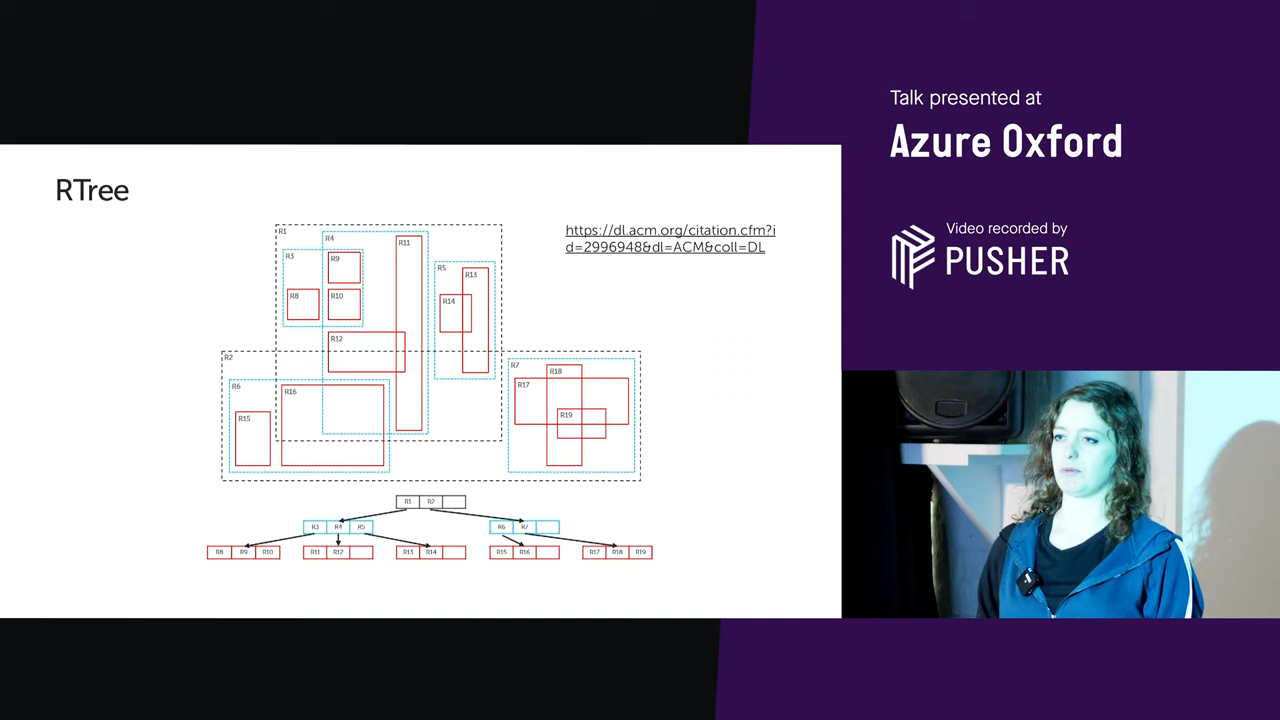 RTree
R1
R4
R11
R3
R9
R5
R13
R8
R10
R14
R12
R2
R7
R18
R6
R17
R16
R19
R15
https://dl.acm.org/citation.cfm?i
d=2996948&dl=ACM&coll=DL
R1 R2
R3 R4 R5
R6 R7
R8 R9 R10
R11 R12
R13 R14
R15 R16
R17 R18 R19
Talk presented at
Azure Oxford
Video recorded by
PUSHER